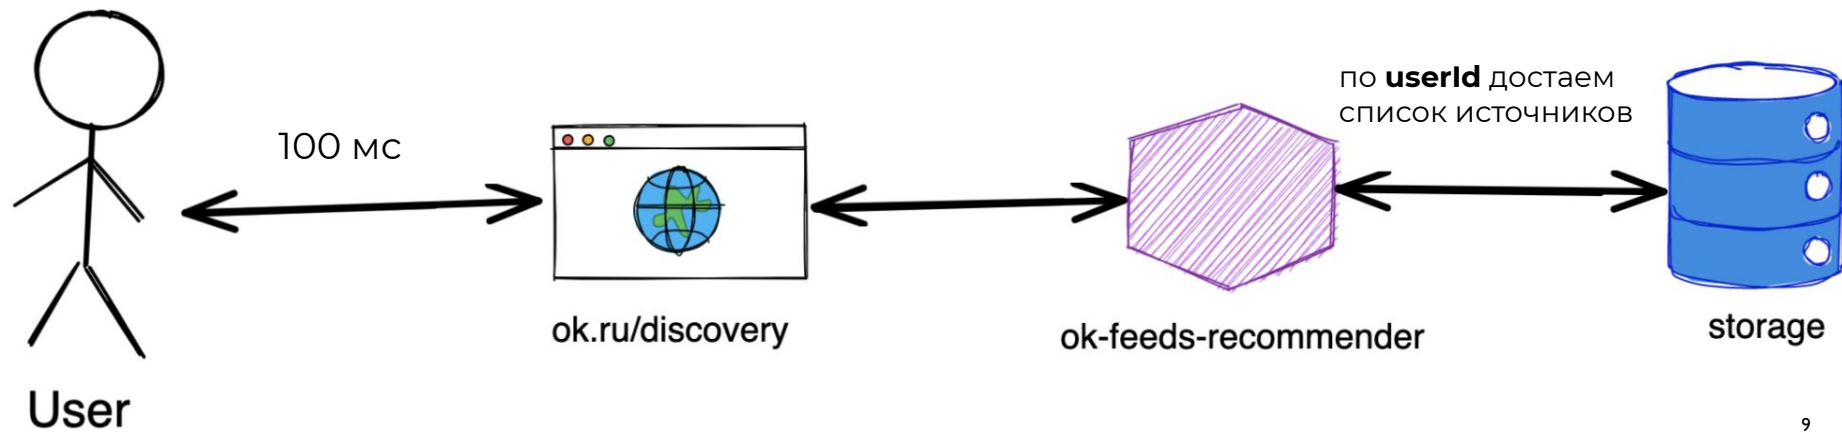 по userId достаем
список источников
100 мс
ok.ru/discovery
ok-feeds-recommender
storage
User
9